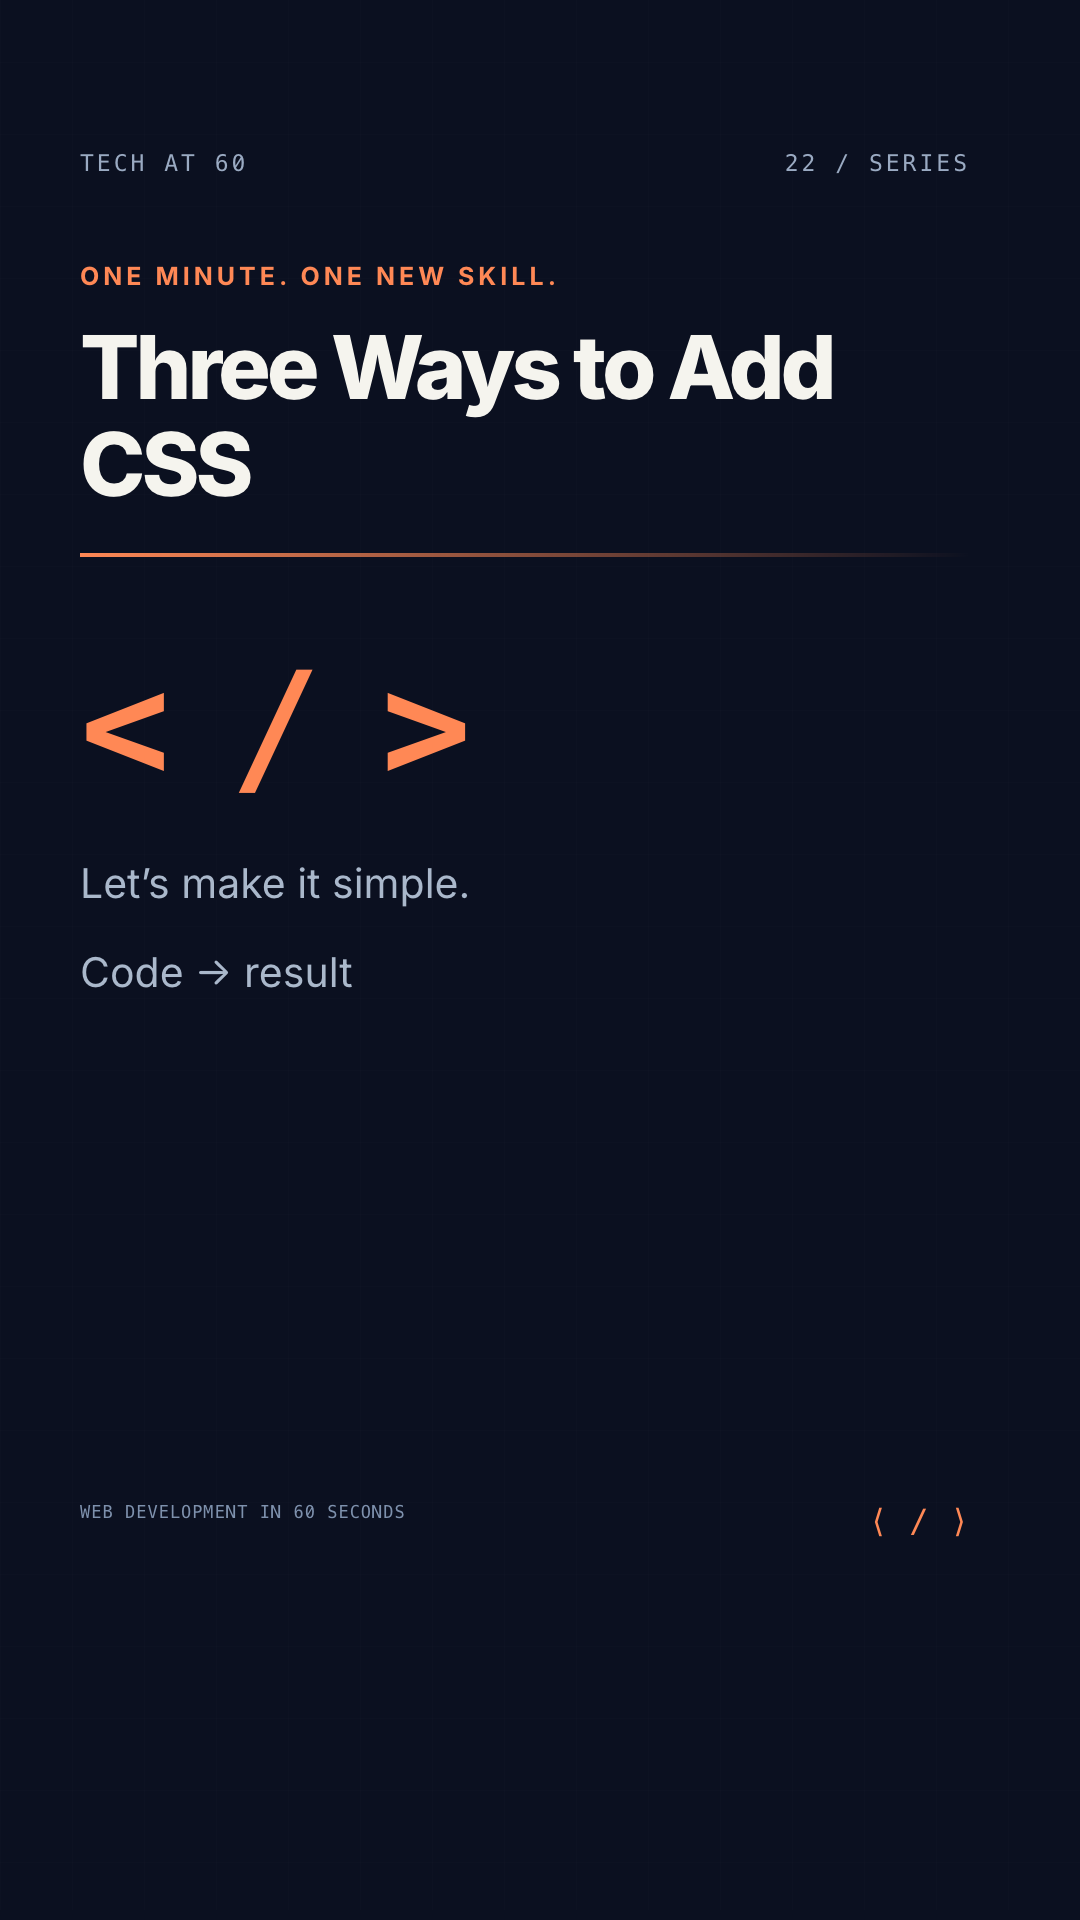 TECH AT 60
22 / SERIES
ONE MINUTE. ONE NEW SKILL.
Three Ways to Add
CSS
< / >
Let’s make it simple.
Code → result
WEB DEVELOPMENT IN 60 SECONDS
⟨ / ⟩